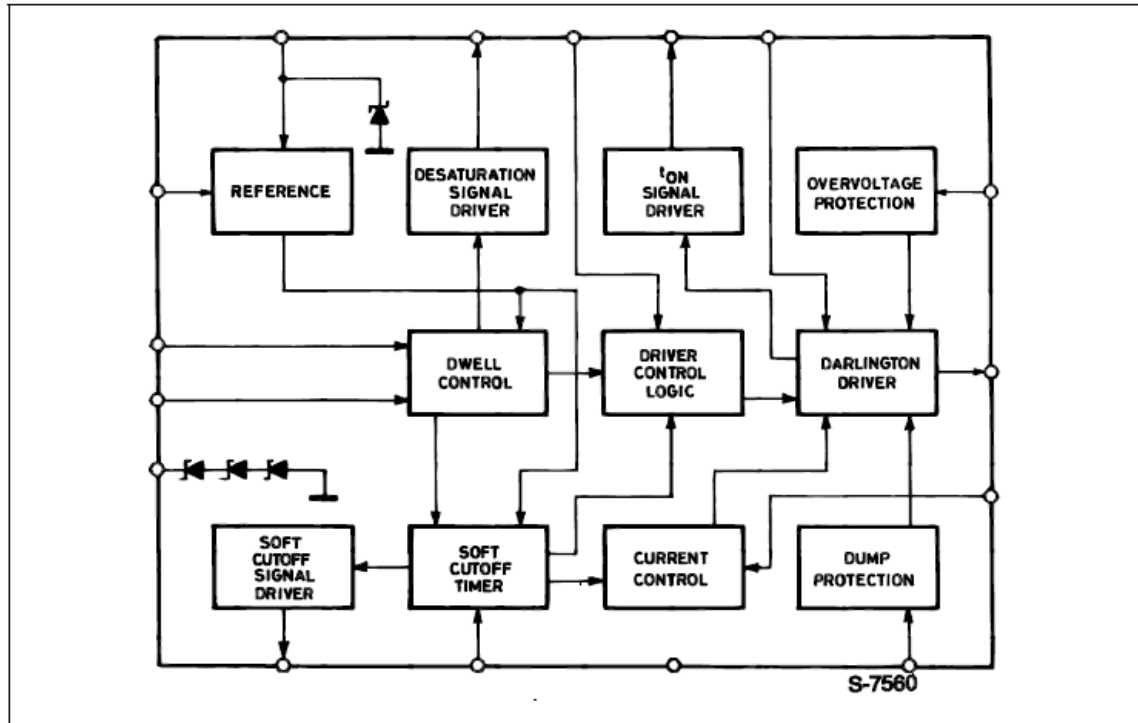 REFERENCE
DESATURATION
SIGNAL
DRIVER
tON
SIGNAL
DRIVER
OVERVOLTAGE
PROTECTION
DWELL
CONTROL
DRIVER
CONTROL
LOGIC
DARLINGTON
DRIVER
SOFT
CUTOFF
SIGNAL
DRIVER
SOFT
CUTOFF
TIMER
CURRENT
CONTROL
DUMP
PROTECTION
S-7560